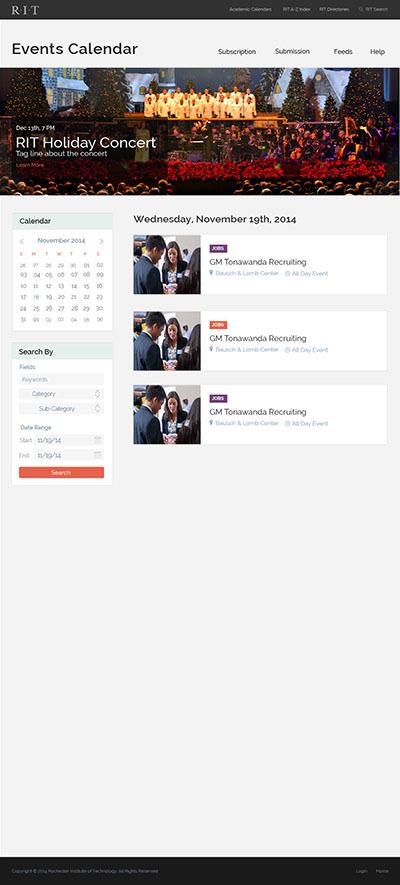 R·I·T
Academic Calendars RIT A-Z Index RIT Directories RIT Search
Events Calendar
Subscription Submission Feeds Help
Dec 13th, 7 PM
RIT Holiday Concert
Tag line about the concert
Learn More
Calendar
November 2014
S M T W T F S
26 27 28 29 30 01 02
03 04 05 06 07 08 09
10 11 12 13 14 15 16
17 18 19 20 21 22 23
24 25 26 27 28 29 30
31 01 02 03 04 05 06
Search By
Fields
Keywords
Category
Sub-Category
Date Range
Start 11/19/14
End 11/19/14
Search
Wednesday, November 19th, 2014
JOBS
GM Tonawanda Recruiting
Bausch & Lomb Center All Day Event
JOBS
GM Tonawanda Recruiting
Bausch & Lomb Center All Day Event
JOBS
GM Tonawanda Recruiting
Bausch & Lomb Center All Day Event
Copyright © 2014 Rochester Institute of Technology. All Rights Reserved
Login Home